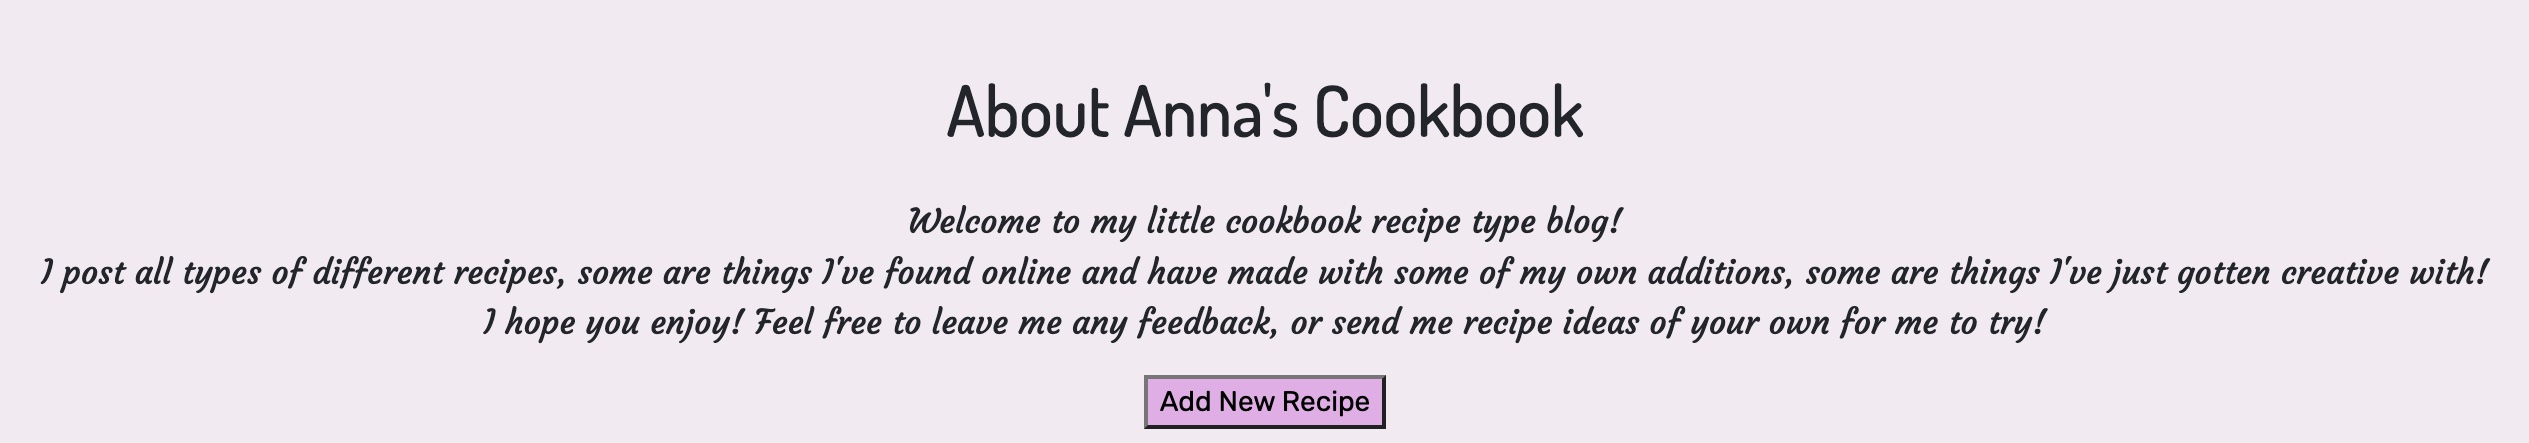 About Anna's Cookbook
Welcome to my little cookbook recipe type blog!
I post all types of different recipes, some are things I've found online and have made with some of my own additions, some are things I've just gotten creative with!
I hope you enjoy! Feel free to leave me any feedback, or send me recipe ideas of your own for me to try!
Add New Recipe